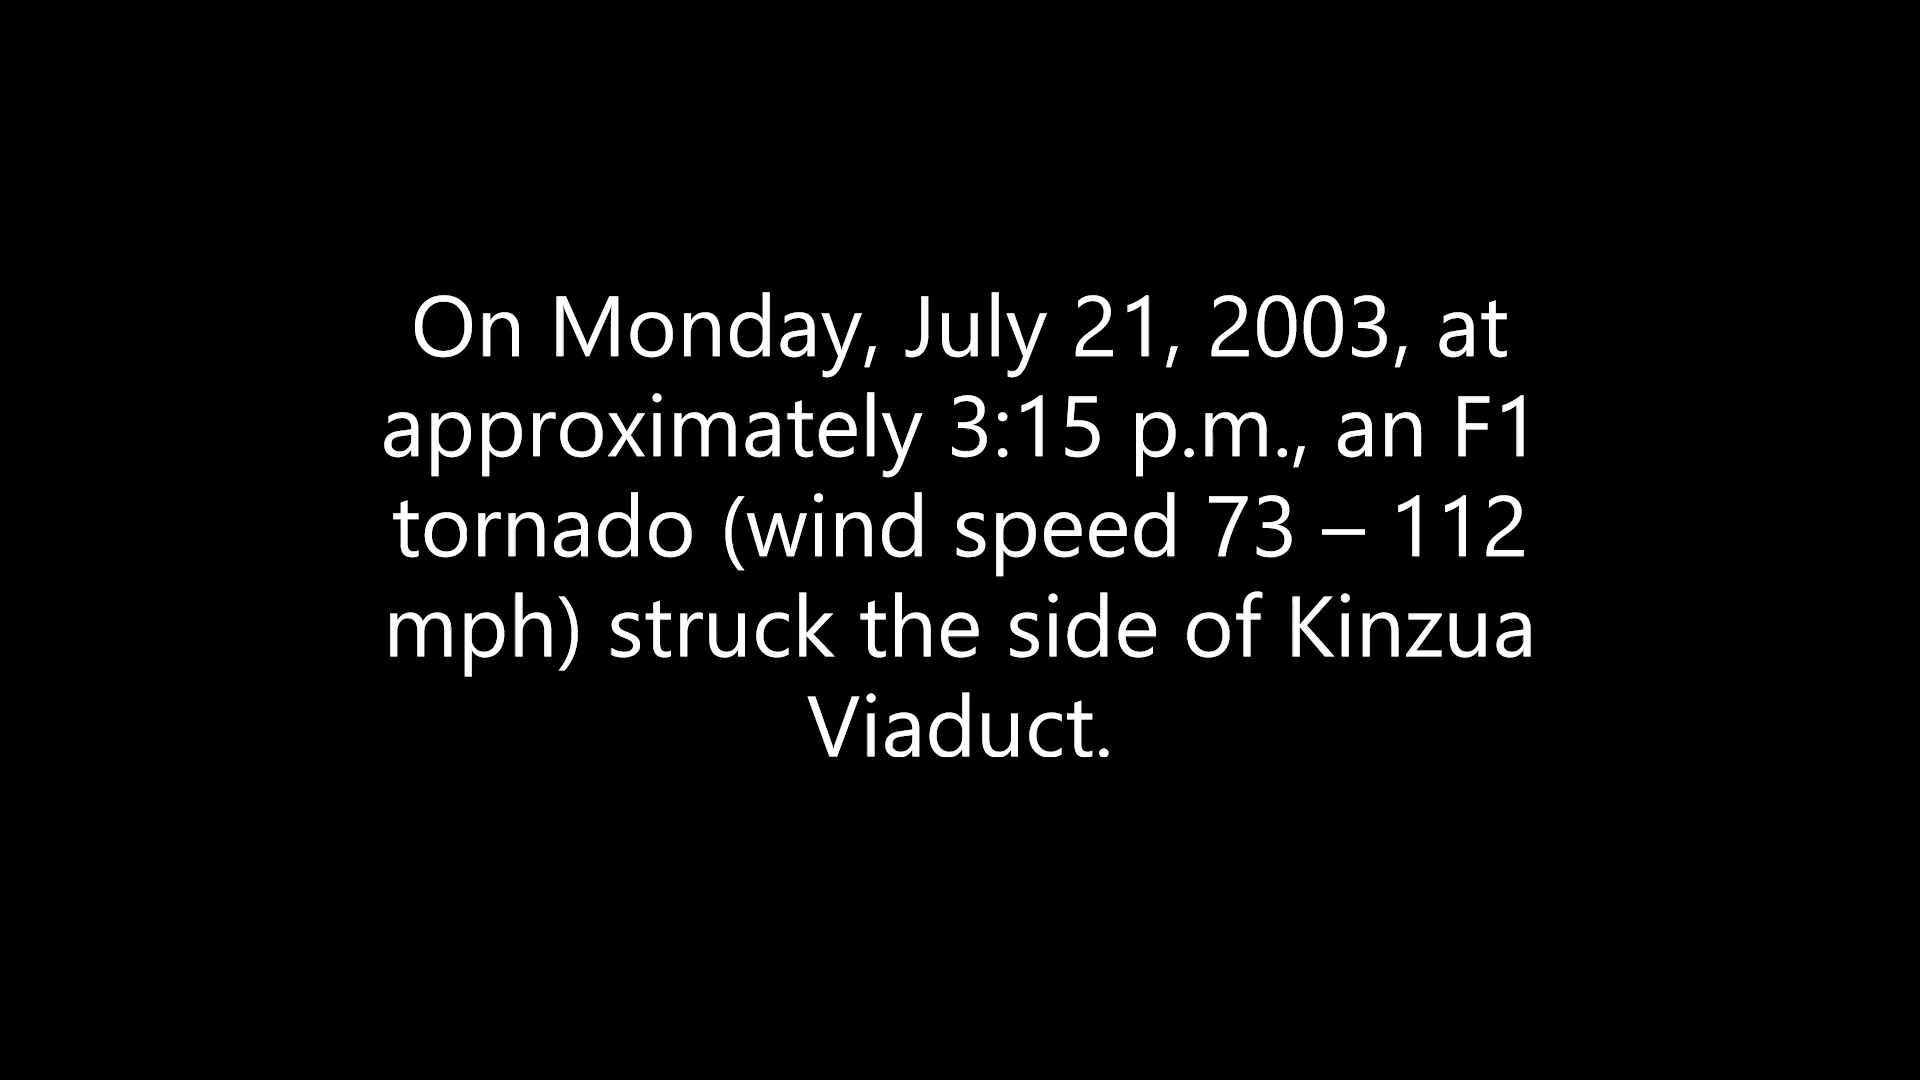 On Monday, July 21, 2003, at
approximately 3:15 p.m., an F1
tornado (wind speed 73 – 112
mph) struck the side of Kinzua
Viaduct.